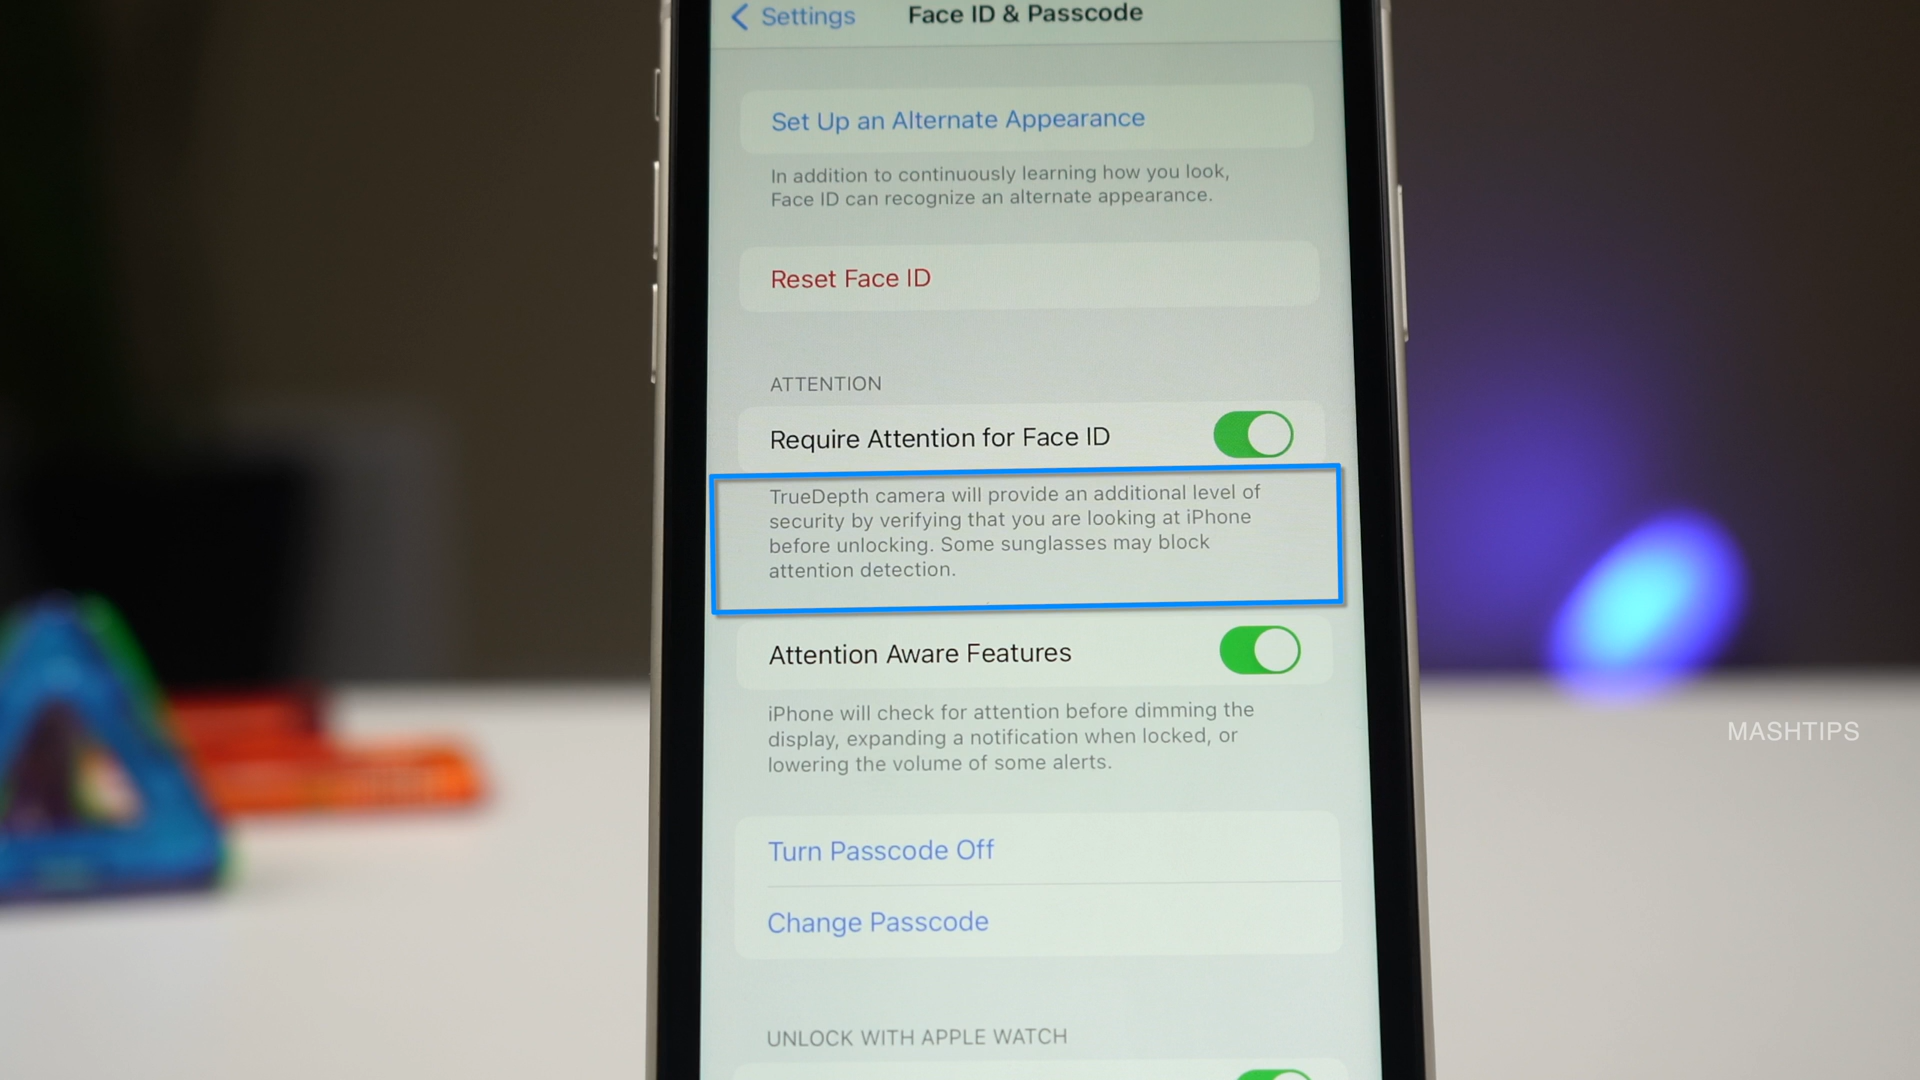 Settings
Face ID & Passcode
Set Up an Alternate Appearance
In addition to continuously learning how you look,
Face ID can recognize an alternate appearance.
Reset Face ID
ATTENTION
Require Attention for Face ID
TrueDepth camera will provide an additional level of
security by verifying that you are looking at iPhone
before unlocking. Some sunglasses may block
attention detection.
Attention Aware Features
iPhone will check for attention before dimming the
display, expanding a notification when locked, or
lowering the volume of some alerts.
MASHTIPS
Turn Passcode Off
Change Passcode
UNLOCK WITH APPLE WATCH